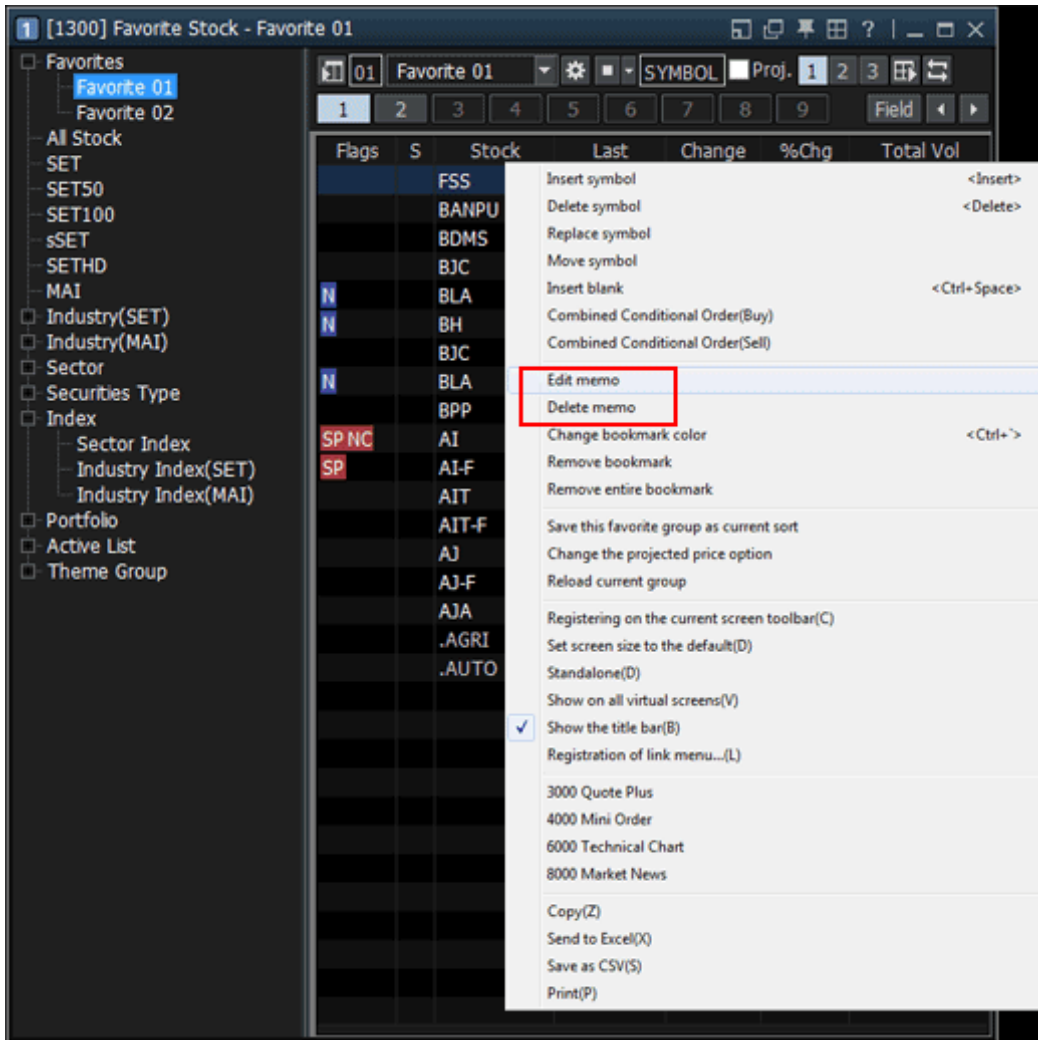 1 [1300] Favorite Stock - Favorite 01 ?
Favorites
Favorite 01
Favorite 02
All Stock
SET
SET50
SET100
sSET
SETHD
MAI
Industry(SET)
Industry(MAI)
Sector
Securities Type
Index
Sector Index
Industry Index(SET)
Industry Index(MAI)
Portfolio
Active List
Theme Group
01 Favorite 01 SYMBOL Proj. 1 2 3
1 2 3 4 5 6 7 8 9 Field
Flags S Stock Last Change %Chg Total Vol
FSS
BANPU
BDMS
BJC
N BLA
N BH
BJC
N BLA
BPP
SP NC AI
SP AI-F
AIT
AIT-F
AJ
AJ-F
AJA
.AGRI
.AUTO
Insert symbol <Insert>
Delete symbol <Delete>
Replace symbol
Move symbol
Insert blank <Ctrl+Space>
Combined Conditional Order(Buy)
Combined Conditional Order(Sell)
Edit memo
Delete memo
Change bookmark color <Ctrl+`>
Remove bookmark
Remove entire bookmark
Save this favorite group as current sort
Change the projected price option
Reload current group
Registering on the current screen toolbar(C)
Set screen size to the default(D)
Standalone(D)
Show on all virtual screens(V)
Show the title bar(B)
Registration of link menu...(L)
3000 Quote Plus
4000 Mini Order
6000 Technical Chart
8000 Market News
Copy(Z)
Send to Excel(X)
Save as CSV(S)
Print(P)